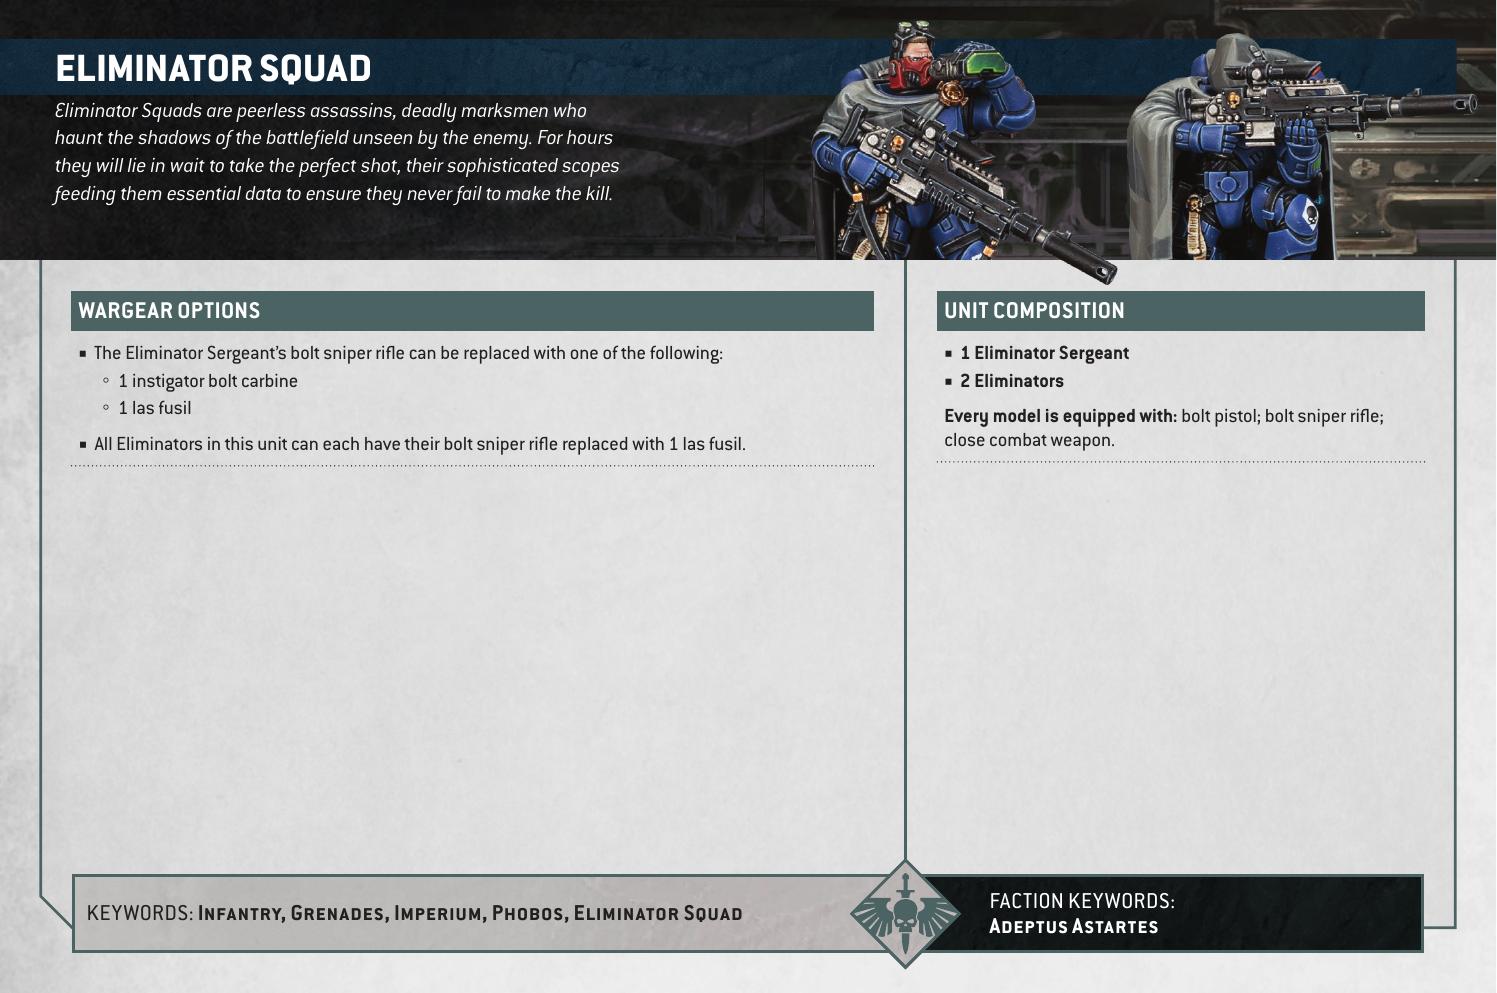 ELIMINATOR SQUAD
Eliminator Squads are peerless assassins, deadly marksmen who
haunt the shadows of the battlefield unseen by the enemy. For hours
they will lie in wait to take the perfect shot, their sophisticated scopes
feeding them essential data to ensure they never fail to make the kill.
WARGEAR OPTIONS
■ The Eliminator Sergeant’s bolt sniper rifle can be replaced with one of the following:
◦ 1 instigator bolt carbine
◦ 1 las fusil
■ All Eliminators in this unit can each have their bolt sniper rifle replaced with 1 las fusil.
UNIT COMPOSITION
■ 1 Eliminator Sergeant
■ 2 Eliminators
Every model is equipped with: bolt pistol; bolt sniper rifle;
close combat weapon.
KEYWORDS: Infantry, Grenades, Imperium, Phobos, Eliminator Squad
FACTION KEYWORDS:
Adeptus Astartes